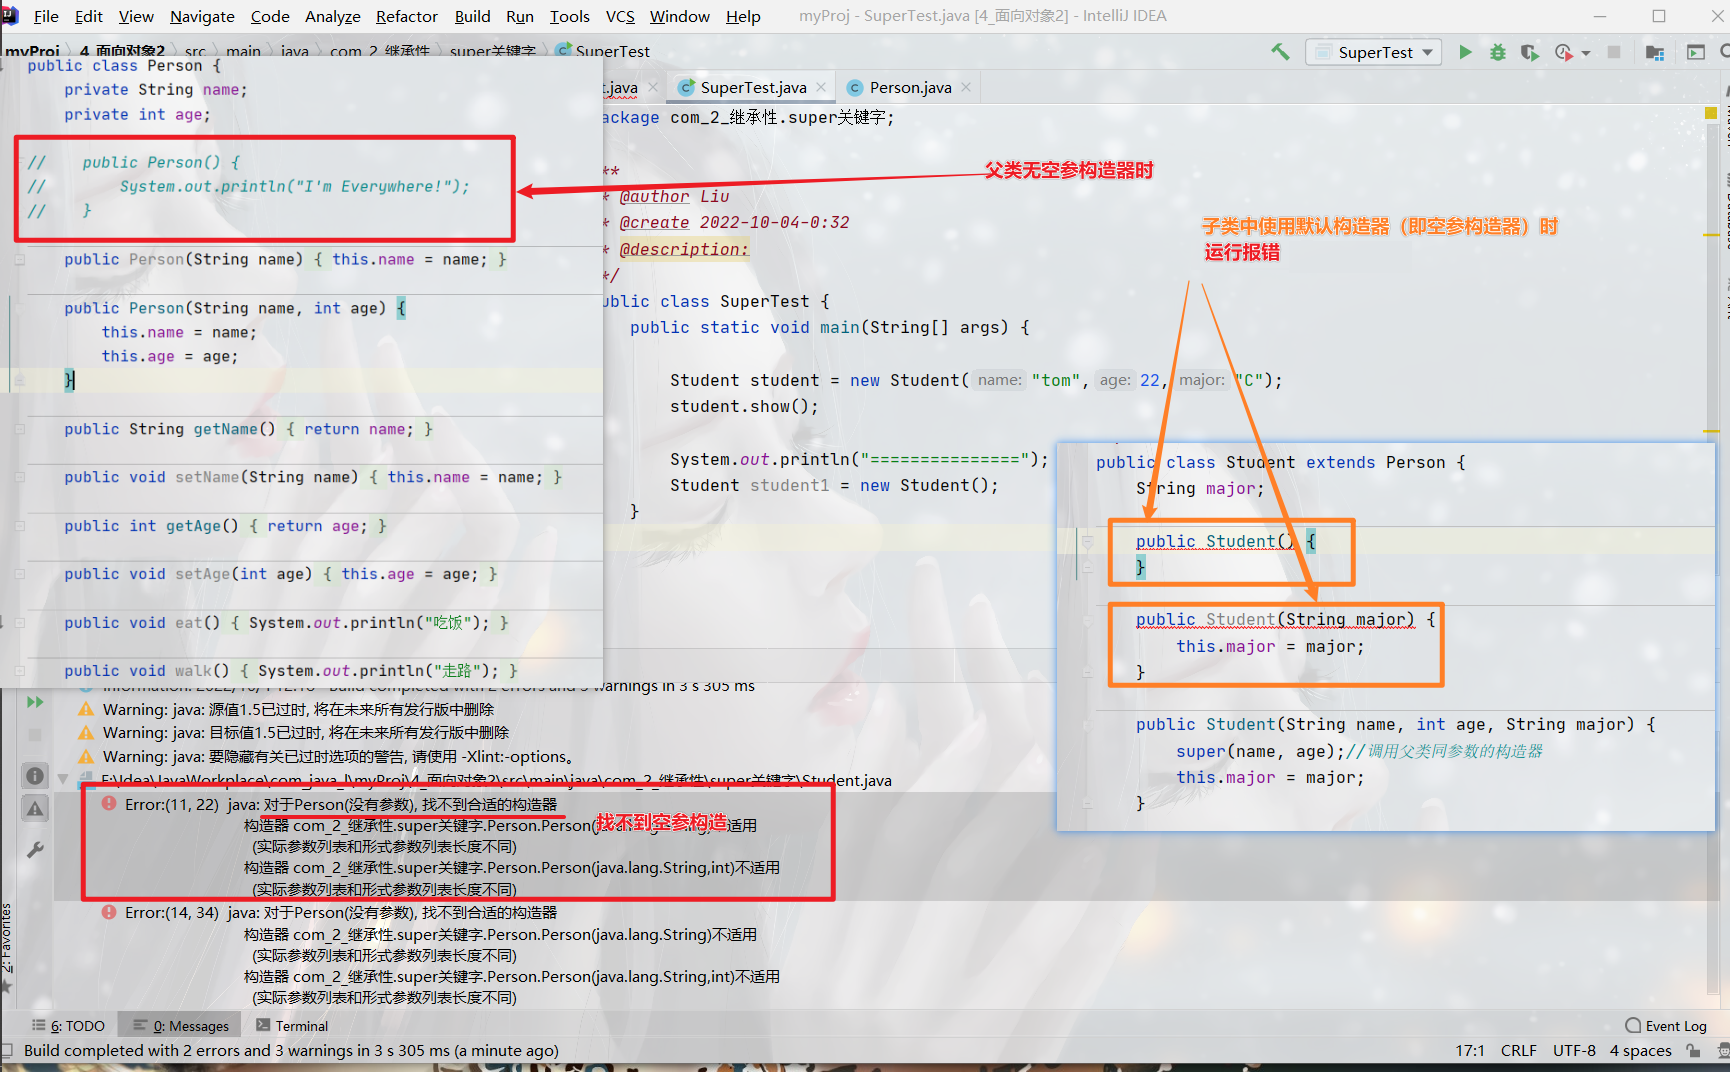 File Edit View Navigate Code Analyze Refactor Build Run Tools VCS Window Help myProj - SuperTest.java [4_面向对象2] - IntelliJ IDEA
myProj 4_面向对象2 src main java com_2_继承性 super关键字 SuperTest
SuperTest
t.java SuperTest.java Person.java
public class Person {
private String name;
private int age;
// public Person() {
// System.out.println("I'm Everywhere!");
// }
public Person(String name) { this.name = name; }
public Person(String name, int age) {
this.name = name;
this.age = age;
}
public String getName() { return name; }
public void setName(String name) { this.name = name; }
public int getAge() { return age; }
public void setAge(int age) { this.age = age; }
public void eat() { System.out.println("吃饭"); }
public void walk() { System.out.println("走路"); }
ackage com_2_继承性.super关键字;
**
* @author Liu
* @create 2022-10-04-0:32
* @description:
*/
ublic class SuperTest {
public static void main(String[] args) {
Student student = new Student( name: "tom", age: 22, major: "C");
student.show();
System.out.println("===============");
Student student1 = new Student();
}
父类无空参构造器时
子类中使用默认构造器（即空参构造器）时
运行报错
public class Student extends Person {
String major;
public Student() {
}
public Student(String major) {
this.major = major;
}
public Student(String name, int age, String major) {
super(name, age);//调用父类同参数的构造器
this.major = major;
}
Information: 2022/10/4 12:16 - Build completed with 2 errors and 3 warnings in 3 s 305 ms
Warning: java: 源值1.5已过时, 将在未来所有发行版中删除
Warning: java: 目标值1.5已过时, 将在未来所有发行版中删除
Warning: java: 要隐藏有关已过时选项的警告, 请使用 -Xlint:-options。
F:\Idea\JavaWorkplace\com_java_l\myProj\4_面向对象2\src\main\java\com_2_继承性\super关键字\Student.java
Error:(11, 22) java: 对于Person(没有参数), 找不到合适的构造器
构造器 com_2_继承性.super关键字.Person.Person(java.lang.String)不适用
找不到空参构造
(实际参数列表和形式参数列表长度不同)
构造器 com_2_继承性.super关键字.Person.Person(java.lang.String,int)不适用
(实际参数列表和形式参数列表长度不同)
Error:(14, 34) java: 对于Person(没有参数), 找不到合适的构造器
构造器 com_2_继承性.super关键字.Person.Person(java.lang.String)不适用
(实际参数列表和形式参数列表长度不同)
构造器 com_2_继承性.super关键字.Person.Person(java.lang.String,int)不适用
(实际参数列表和形式参数列表长度不同)
2: Favorites
6: TODO 0: Messages Terminal Event Log
Build completed with 2 errors and 3 warnings in 3 s 305 ms (a minute ago) 17:1 CRLF UTF-8 4 spaces